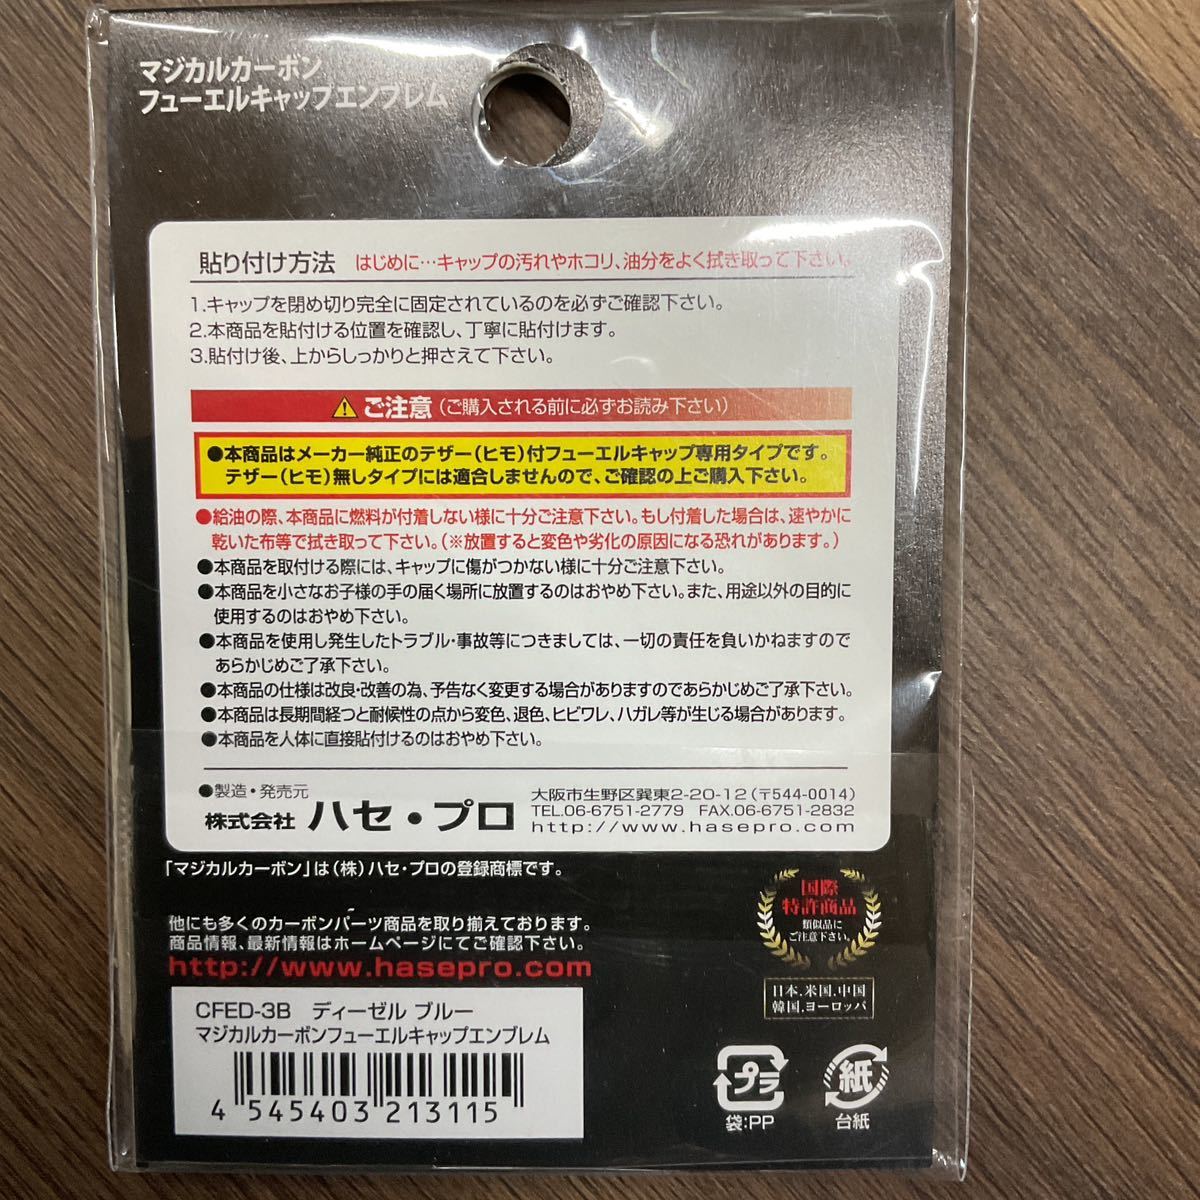 マジカルカーボン
フューエルキャップエンブレム
貼り付け方法 はじめに…キャップの汚れやホコリ、油分をよく拭き取って下さい。
1.キャップを閉め切り完全に固定されているのを必ずご確認下さい。
2.本商品を貼付ける位置を確認し、丁寧に貼付けます。
3.貼付け後、上からしっかりと押さえて下さい。
ご注意（ご購入される前に必ずお読み下さい）
●本商品はメーカー純正のテザー（ヒモ）付フューエルキャップ専用タイプです。
テザー（ヒモ）無しタイプには適合しませんので、ご確認の上ご購入下さい。
●給油の際、本商品に燃料が付着しない様に十分ご注意下さい。もし付着した場合は、速やかに
乾いた布等で拭き取って下さい。（※放置すると変色や劣化の原因になる恐れがあります。）
●本商品を取付ける際には、キャップに傷がつかない様に十分ご注意下さい。
●本商品を小さなお子様の手の届く場所に放置するのはおやめ下さい。また、用途以外の目的に
使用するのはおやめ下さい。
●本商品を使用し発生したトラブル・事故等につきましては、一切の責任を負いかねますので
あらかじめご了承下さい。
●本商品の仕様は改良・改善の為、予告なく変更する場合がありますのであらかじめご了承下さい。
●本商品は長期間経つと耐候性の点から変色、退色、ヒビワレ、ハガレ等が生じる場合があります。
●本商品を人体に直接貼付けるのはおやめ下さい。
●製造・発売元
株式会社 ハセ・プロ
大阪市生野区巽東2-20-12（〒544-0014）
TEL.06-6751-2779 FAX.06-6751-2832
http://www.hasepro.com
「マジカルカーボン」は（株）ハセ・プロの登録商標です。
他にも多くのカーボンパーツ商品を取り揃えております。
商品情報、最新情報はホームページにてご確認下さい。
http://www.hasepro.com
国際
特許商品
類似品に
ご注意下さい。
日本.米国.中国
韓国.ヨーロッパ
CFED-3B ディーゼル ブルー
マジカルカーボンフューエルキャップエンブレム
4 545403 213115
プラ
袋:PP
紙
台紙